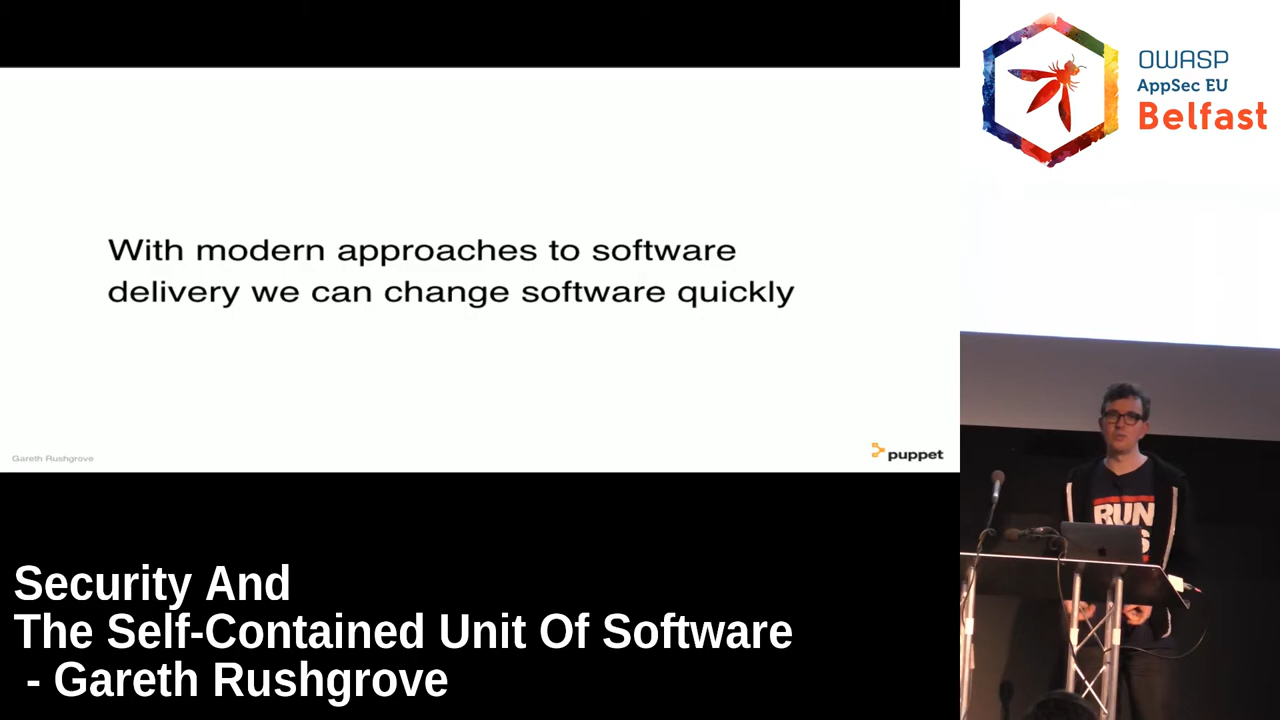 With modern approaches to software
delivery we can change software quickly
Gareth Rushgrove
puppet
OWASP
AppSec EU
Belfast
RUN
Security And
The Self-Contained Unit Of Software
- Gareth Rushgrove